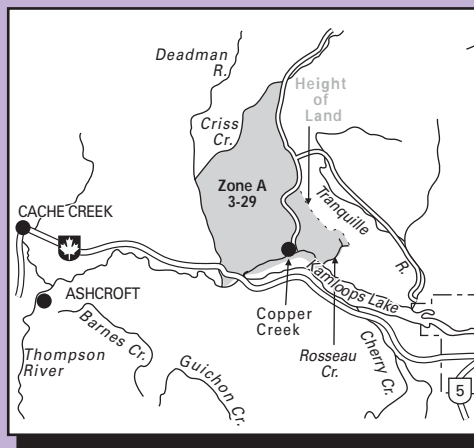 Deadman
R.
Height
of
Land
Criss
Cr.
Zone A
3-29
Tranquille
R.
CACHE CREEK
ASHCROFT
Kamloops Lake
Copper
Creek
Barnes Cr.
Rosseau
Cr.
Cherry Cr.
Thompson
River
Guichon Cr.
5